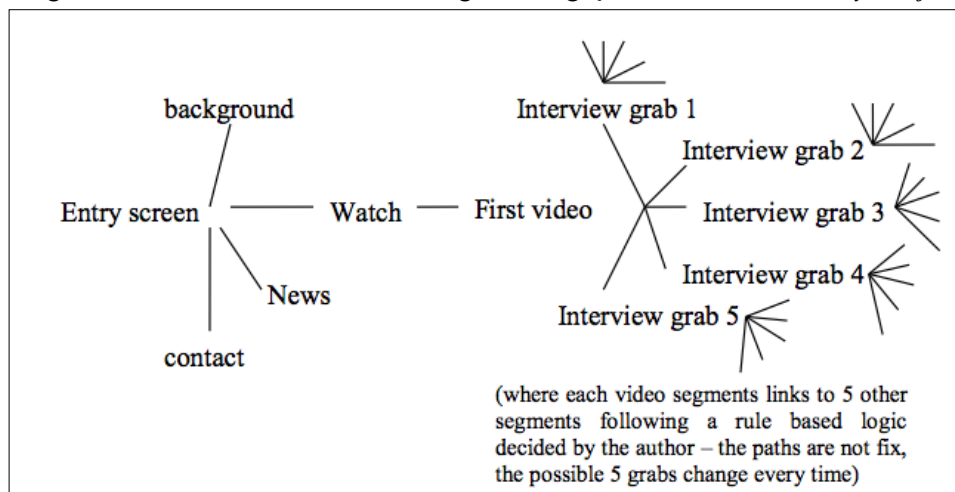 background
Interview grab 1
Interview grab 2
Entry screen
Watch
First video
Interview grab 3
Interview grab 4
News
Interview grab 5
contact
(where each video segments links to 5 other
segments following a rule based logic
decided by the author – the paths are not fix,
the possible 5 grabs change every time)